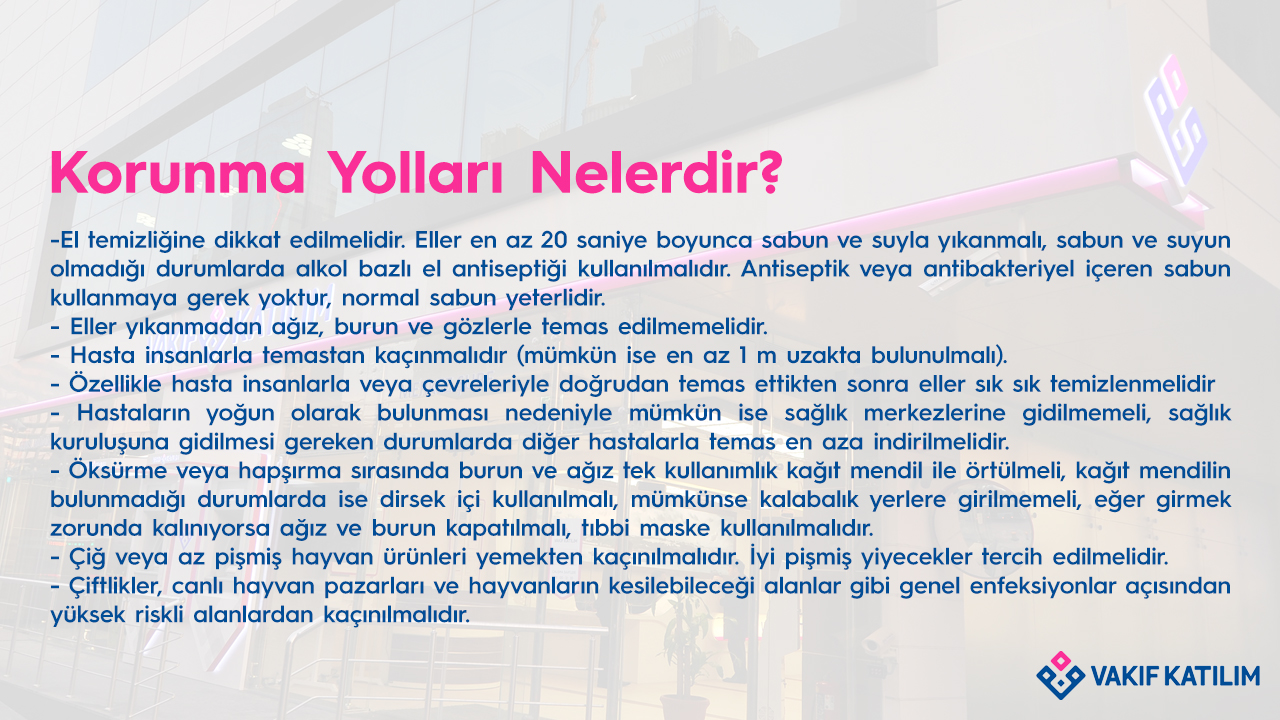 Korunma Yolları Nelerdir?
-El temizliğine dikkat edilmelidir. Eller en az 20 saniye boyunca sabun ve suyla yıkanmalı, sabun ve suyun
olmadığı durumlarda alkol bazlı el antiseptiği kullanılmalıdır. Antiseptik veya antibakteriyel içeren sabun
kullanmaya gerek yoktur, normal sabun yeterlidir.
- Eller yıkanmadan ağız, burun ve gözlerle temas edilmemelidir.
- Hasta insanlarla temastan kaçınmalıdır (mümkün ise en az 1 m uzakta bulunulmalı).
- Özellikle hasta insanlarla veya çevreleriyle doğrudan temas ettikten sonra eller sık sık temizlenmelidir
- Hastaların yoğun olarak bulunması nedeniyle mümkün ise sağlık merkezlerine gidilmemeli, sağlık
kuruluşuna gidilmesi gereken durumlarda diğer hastalarla temas en aza indirilmelidir.
- Öksürme veya hapşırma sırasında burun ve ağız tek kullanımlık kağıt mendil ile örtülmeli, kağıt mendilin
bulunmadığı durumlarda ise dirsek içi kullanılmalı, mümkünse kalabalık yerlere girilmemeli, eğer girmek
zorunda kalınıyorsa ağız ve burun kapatılmalı, tıbbi maske kullanılmalıdır.
- Çiğ veya az pişmiş hayvan ürünleri yemekten kaçınılmalıdır. İyi pişmiş yiyecekler tercih edilmelidir.
- Çiftlikler, canlı hayvan pazarları ve hayvanların kesilebileceği alanlar gibi genel enfeksiyonlar açısından
yüksek riskli alanlardan kaçınılmalıdır.
VAKIF KATILIM